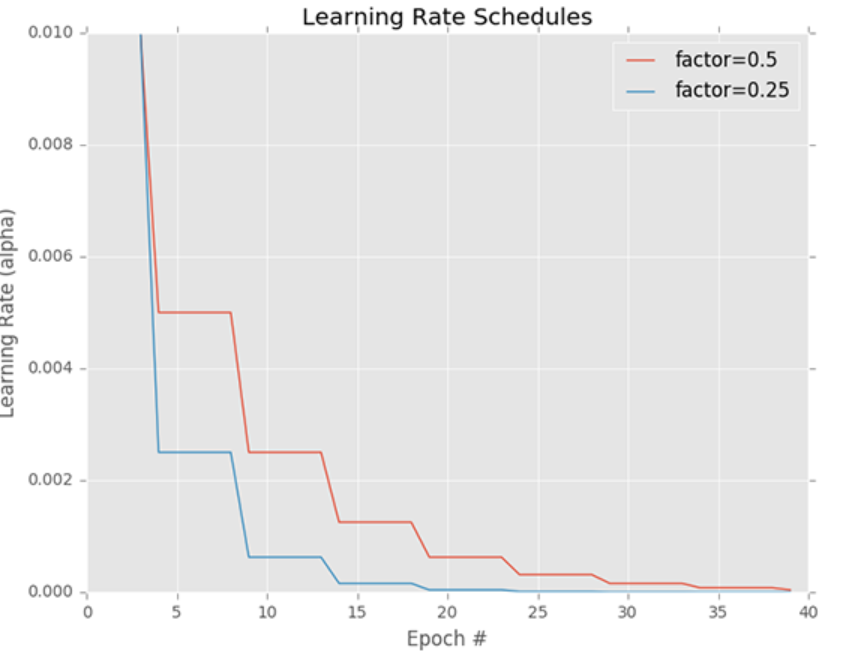 Learning Rate Schedules
0.010
0.008
0.006
0.004
0.002
0.000
Learning Rate (alpha)
factor=0.5
factor=0.25
0 5 10 15 20 25 30 35 40
Epoch #